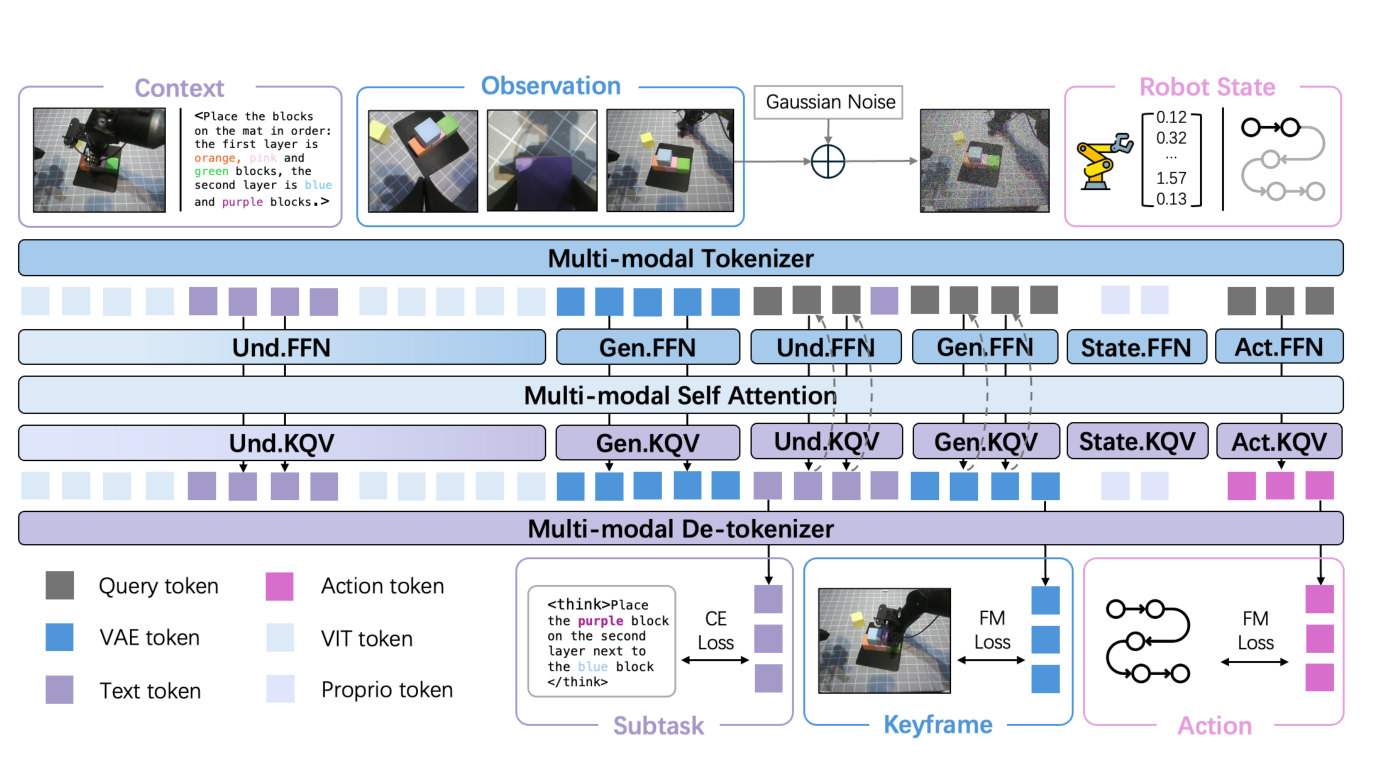 Context
Observation
Robot State
<Place the blocks
on the mat in order:
the first layer is
orange, pink and
green blocks, the
second layer is blue
and purple blocks.>
Gaussian Noise
0.12
0.32
...
1.57
0.13
Multi-modal Tokenizer
Und.FFN
Gen.FFN
Und.FFN
Gen.FFN
State.FFN
Act.FFN
Multi-modal Self Attention
Und.KQV
Gen.KQV
Und.KQV
Gen.KQV
State.KQV
Act.KQV
Multi-modal De-tokenizer
Query token
Action token
VAE token
VIT token
Text token
Proprio token
<think>Place
the purple block
on the second
layer next to
the blue block
</think>
CE
Loss
FM
Loss
FM
Loss
Subtask
Keyframe
Action